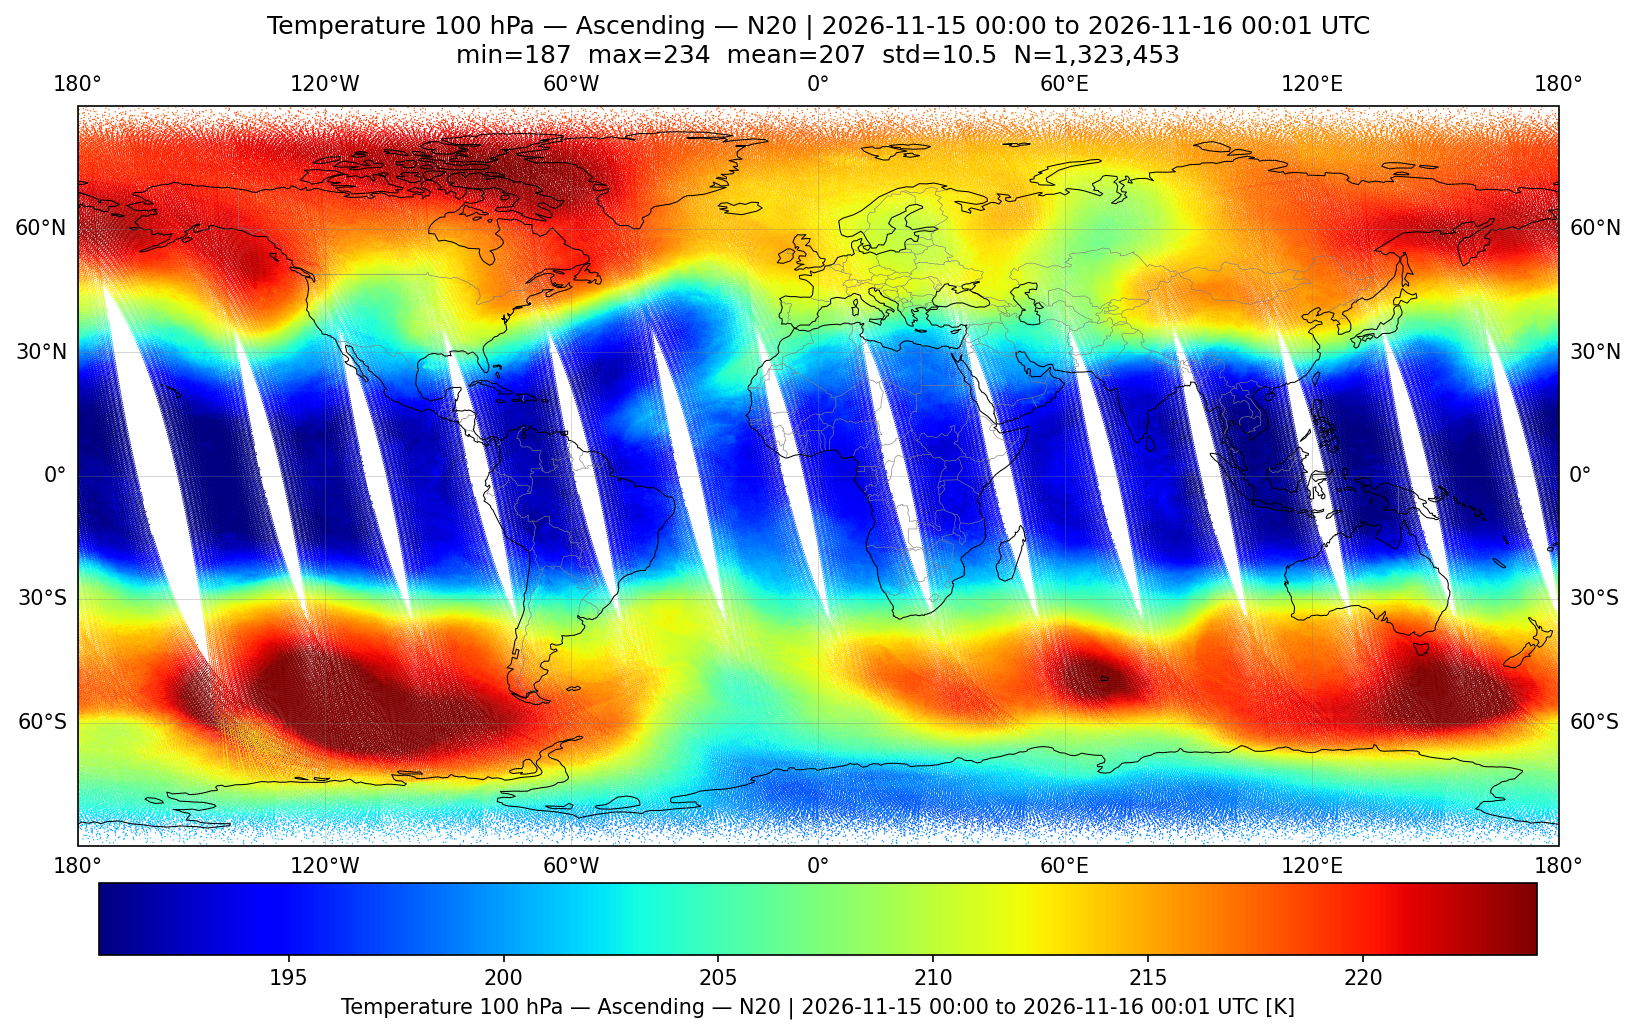 Temperature 100 hPa — Ascending — N20 | 2026-11-15 00:00 to 2026-11-16 00:01 UTC
min=187 max=234 mean=207 std=10.5 N=1,323,453
180° 120°W 60°W 0° 60°E 120°E 180°
60°N 60°N
30°N 30°N
0° 0°
30°S 30°S
60°S 60°S
180° 120°W 60°W 0° 60°E 120°E 180°
195 200 205 210 215 220
Temperature 100 hPa — Ascending — N20 | 2026-11-15 00:00 to 2026-11-16 00:01 UTC [K]